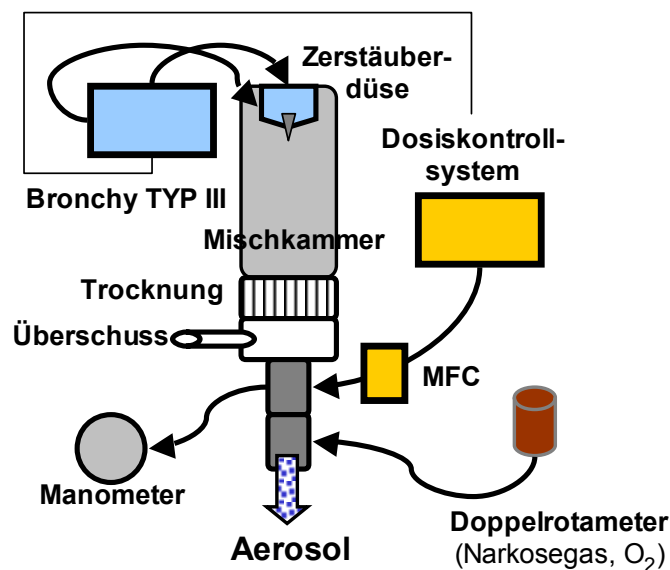 Zerstäuber-
düse
Dosiskontroll-
system
Bronchy TYP III
Mischkammer
Trocknung
Überschuss
MFC
Manometer
Doppelrotameter
(Narkosegas, O₂)
Aerosol